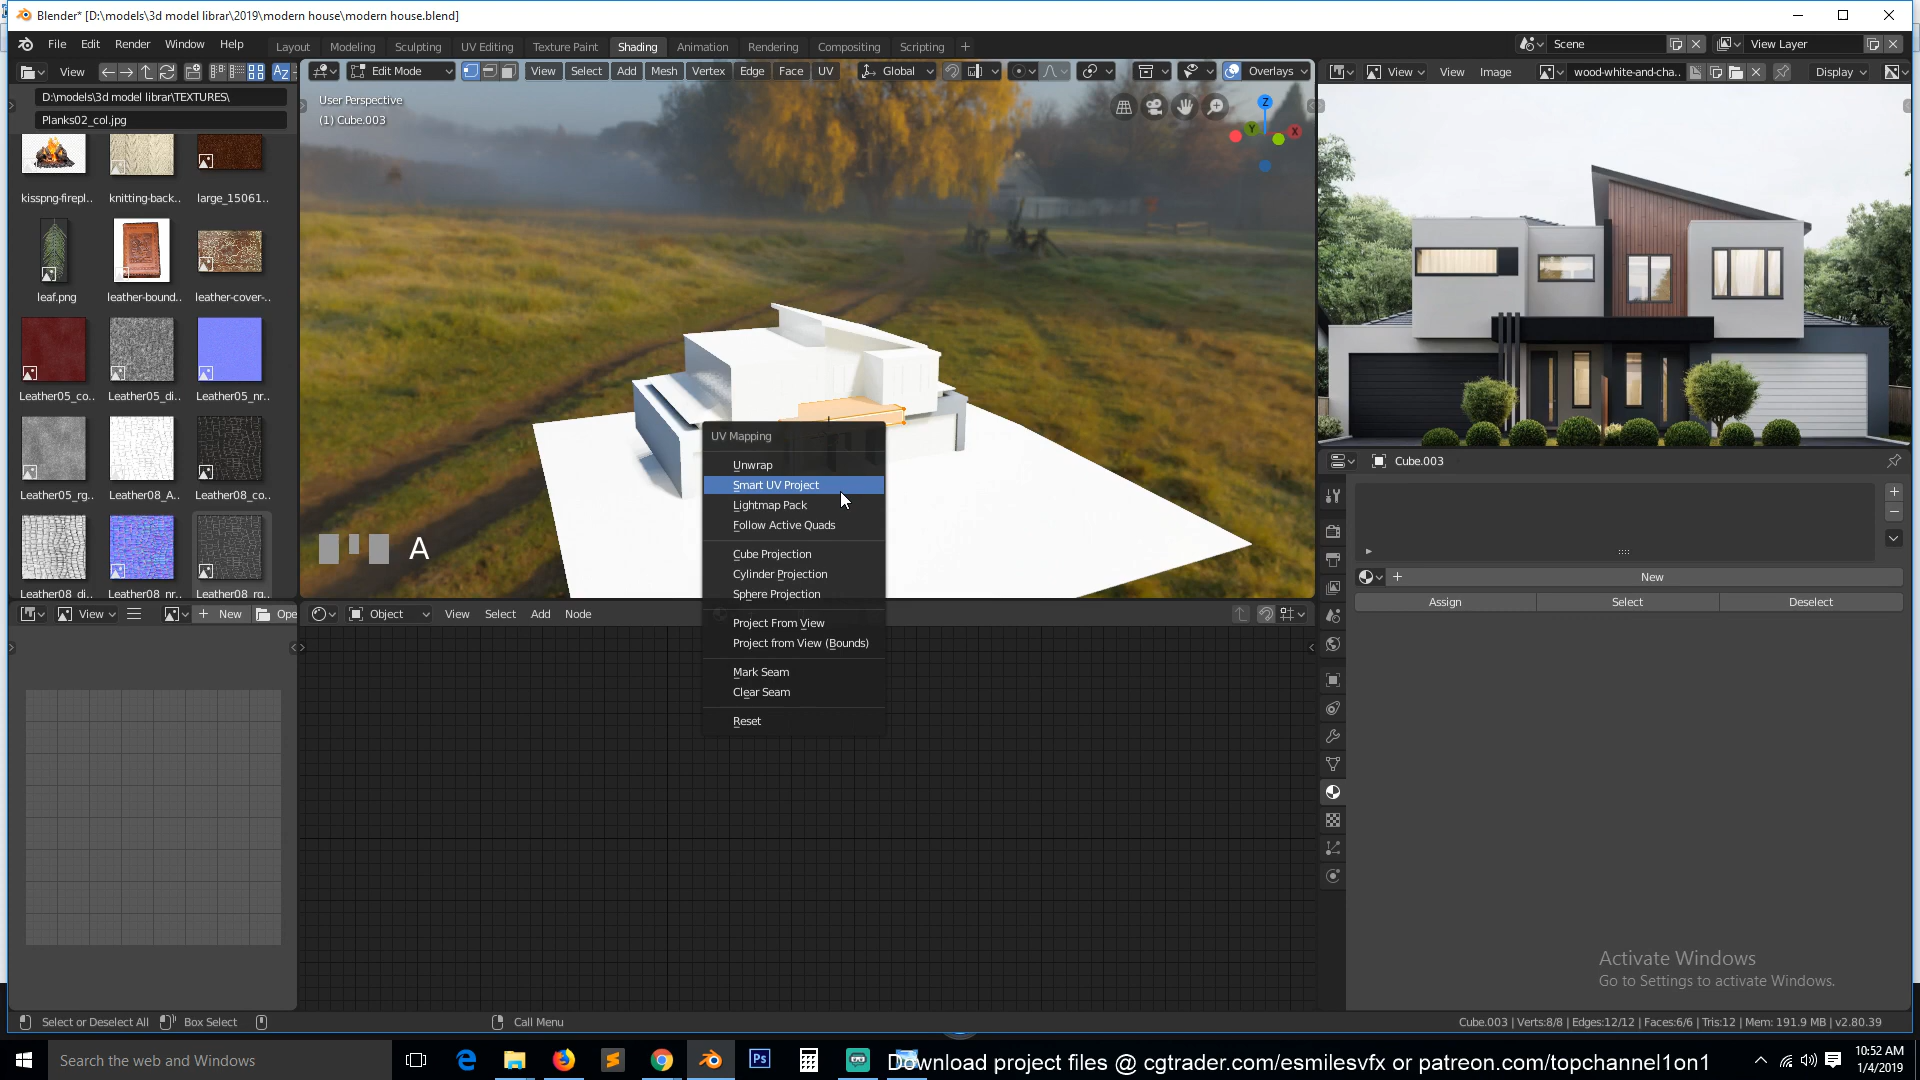 Blender* [D:\models\3d model librar\2019\modern house\modern house.blend]
File Edit Render Window Help Layout Modeling Sculpting UV Editing Texture Paint Shading Animation Rendering Compositing Scripting + Scene View Layer
View Edit Mode View Select Add Mesh Vertex Edge Face UV Global Overlays View View Image wood-white-and-cha.. Display
D:\models\3d model librar\TEXTURES\
Planks02_col.jpg
User Perspective
(1) Cube.003
Z
Y X
kisspng-firepl.. knitting-back.. large_15061..
leaf.png leather-bound.. leather-cover-..
Leather05_co.. Leather05_di.. Leather05_nr..
Leather05_rg.. Leather08_A.. Leather08_co..
Leather08_di.. Leather08_nr.. Leather08_rg..
UV Mapping
Unwrap
Smart UV Project
Lightmap Pack
Follow Active Quads
Cube Projection
Cylinder Projection
Sphere Projection
Project From View
Project from View (Bounds)
Mark Seam
Clear Seam
Reset
A
Cube.003
+ New
Assign Select Deselect
View + New Ope Object View Select Add Node
Activate Windows
Go to Settings to activate Windows.
Select or Deselect All Box Select Call Menu Cube.003 | Verts:8/8 | Edges:12/12 | Faces:6/6 | Tris:12 | Mem: 191.9 MB | v2.80.39
Search the web and Windows
Download project files @ cgtrader.com/esmilesvfx or patreon.com/topchannel1on1
10:52 AM
1/4/2019